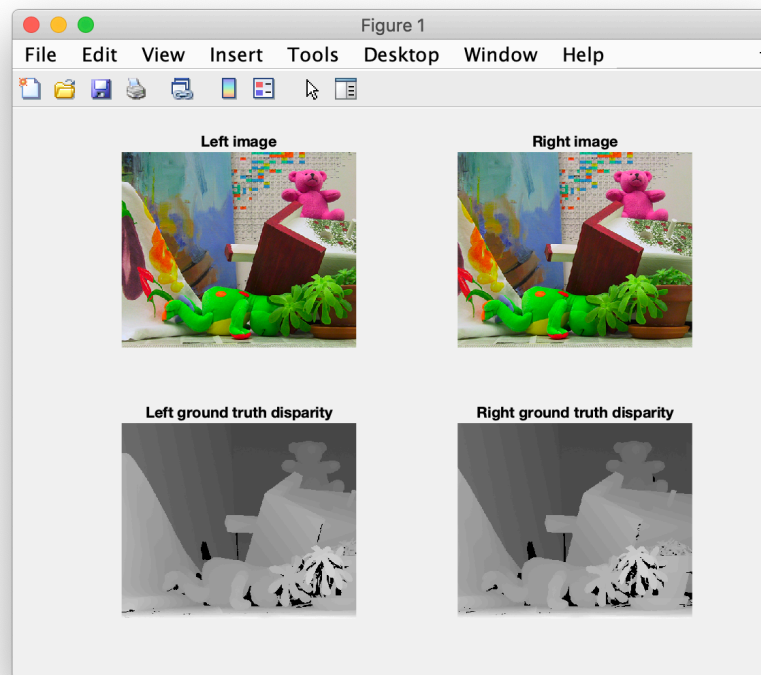 Figure 1
File Edit View Insert Tools Desktop Window Help
Left image Right image
Left ground truth disparity Right ground truth disparity